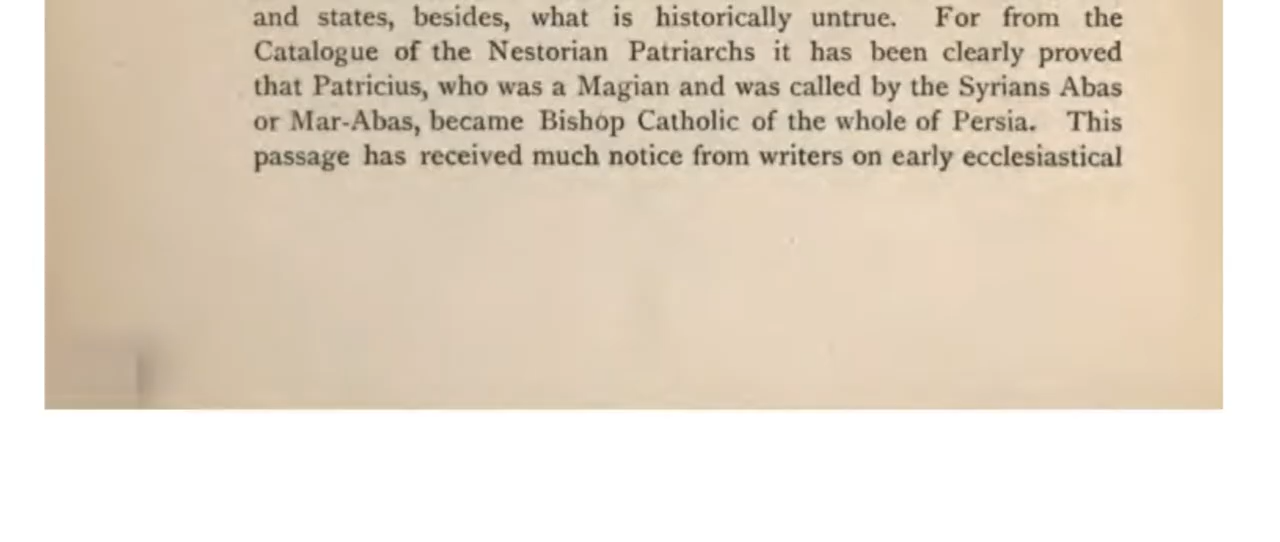 and states, besides, what is historically untrue. For from the
Catalogue of the Nestorian Patriarchs it has been clearly proved
that Patricius, who was a Magian and was called by the Syrians Abas
or Mar-Abas, became Bishop Catholic of the whole of Persia. This
passage has received much notice from writers on early ecclesiastical